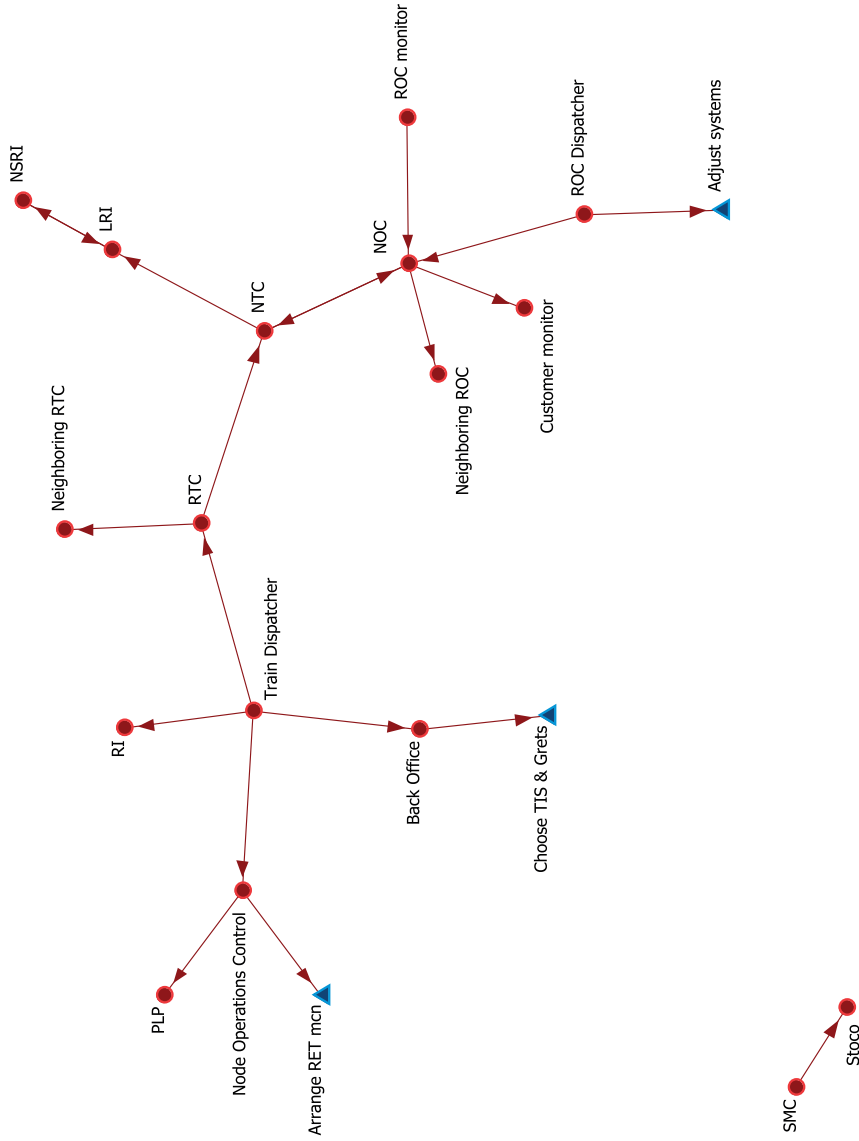 NSRI
LRI
NTC
ROC monitor
NOC
ROC Dispatcher
Adjust systems
Customer monitor
Neighboring ROC
Neighboring RTC
RTC
Train Dispatcher
RI
Back Office
Choose TIS & Grets
Node Operations Control
PLP
Arrange RET mcn
SMC
Stoco